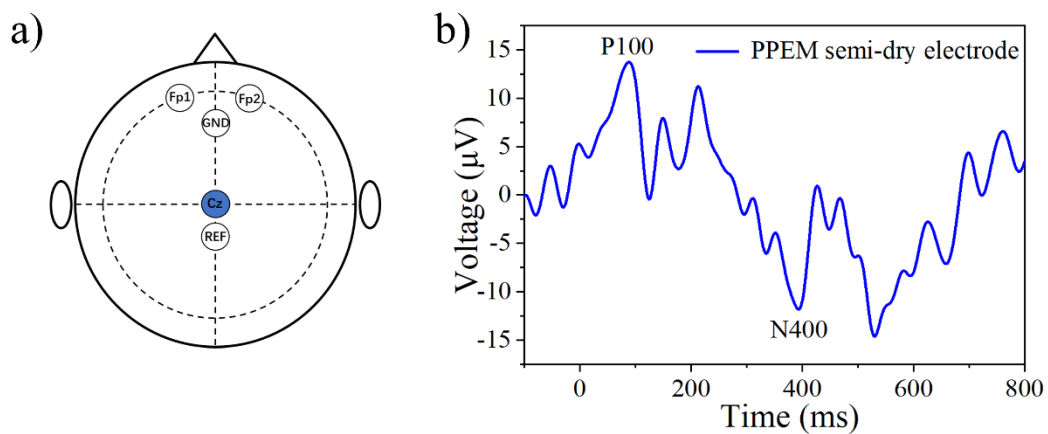 a)
Fp1
Fp2
GND
Cz
REF
b)
P100
PPEM semi-dry electrode
15
10
5
0
-5
-10
-15
Voltage (μV)
N400
0
200
400
600
800
Time (ms)